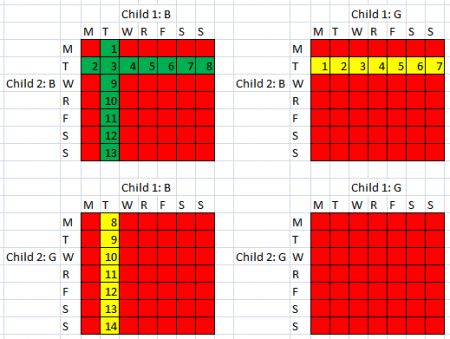 Child 1: B Child 1: G
M T W R F S S M T W R F S S
M 1 M
T 2 3 4 5 6 7 8 T 1 2 3 4 5 6 7
Child 2: B W 9 Child 2: B W
R 10 R
F 11 F
S 12 S
S 13 S
Child 1: B Child 1: G
M T W R F S S M T W R F S S
M 8 M
T 9 T
Child 2: G W 10 Child 2: G W
R 11 R
F 12 F
S 13 S
S 14 S